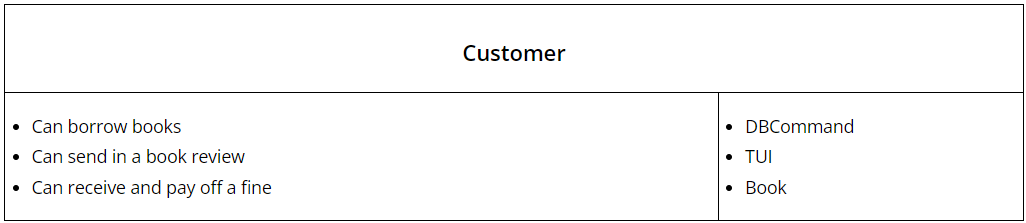 Customer
Can borrow books
Can send in a book review
Can receive and pay off a fine
DBCommand
TUI
Book